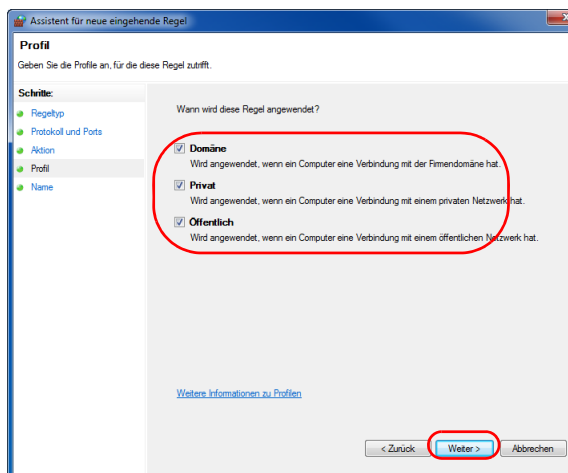 Assistent für neue eingehende Regel
Profil
Geben Sie die Profile an, für die diese Regel zutrifft.
Schritte:
Regeltyp
Protokoll und Ports
Aktion
Profil
Name
Wann wird diese Regel angewendet?
Domäne
Wird angewendet, wenn ein Computer eine Verbindung mit der Firmendomäne hat.
Privat
Wird angewendet, wenn ein Computer eine Verbindung mit einem privaten Netzwerk hat.
Öffentlich
Wird angewendet, wenn ein Computer eine Verbindung mit einem öffentlichen Netzwerk hat.
Weitere Informationen zu Profilen
< Zurück Weiter > Abbrechen